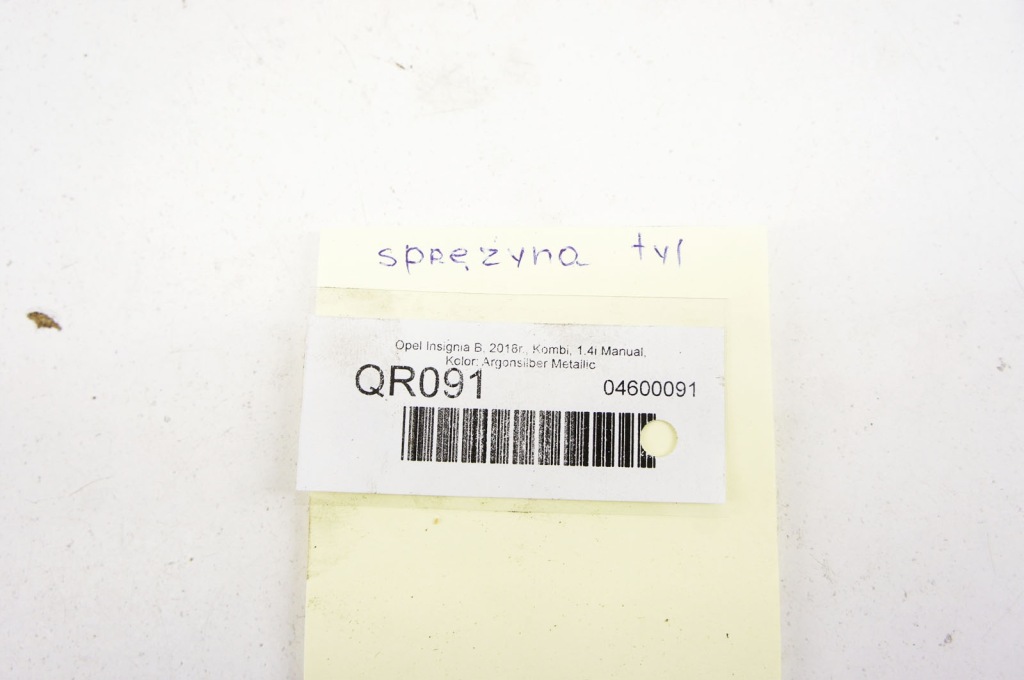 sprężyna tył
Opel Insignia B, 2018r., Kombi, 1.4i Manual,
Kolor: Argonsilber Metallic
QR091 04600091